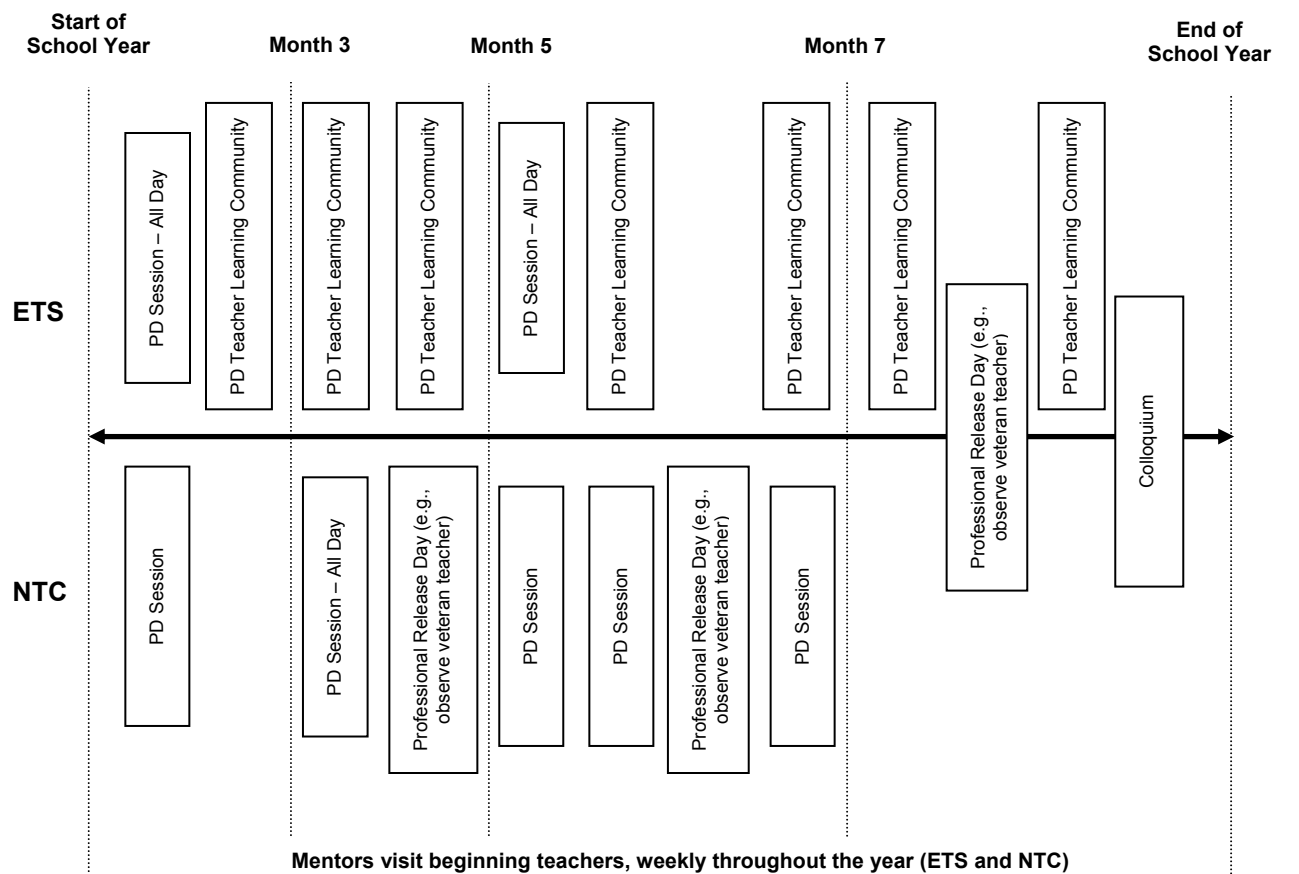 Start of
School Year
Month 3
Month 5
Month 7
End of
School Year
ETS
PD Session – All Day
PD Teacher Learning Community
PD Teacher Learning Community
PD Teacher Learning Community
PD Session – All Day
PD Teacher Learning Community
PD Teacher Learning Community
PD Teacher Learning Community
Professional Release Day (e.g.,
observe veteran teacher)
PD Teacher Learning Community
Colloquium
NTC
PD Session
PD Session – All Day
Professional Release Day (e.g.,
observe veteran teacher)
PD Session
PD Session
Professional Release Day (e.g.,
observe veteran teacher)
PD Session
Mentors visit beginning teachers, weekly throughout the year (ETS and NTC)